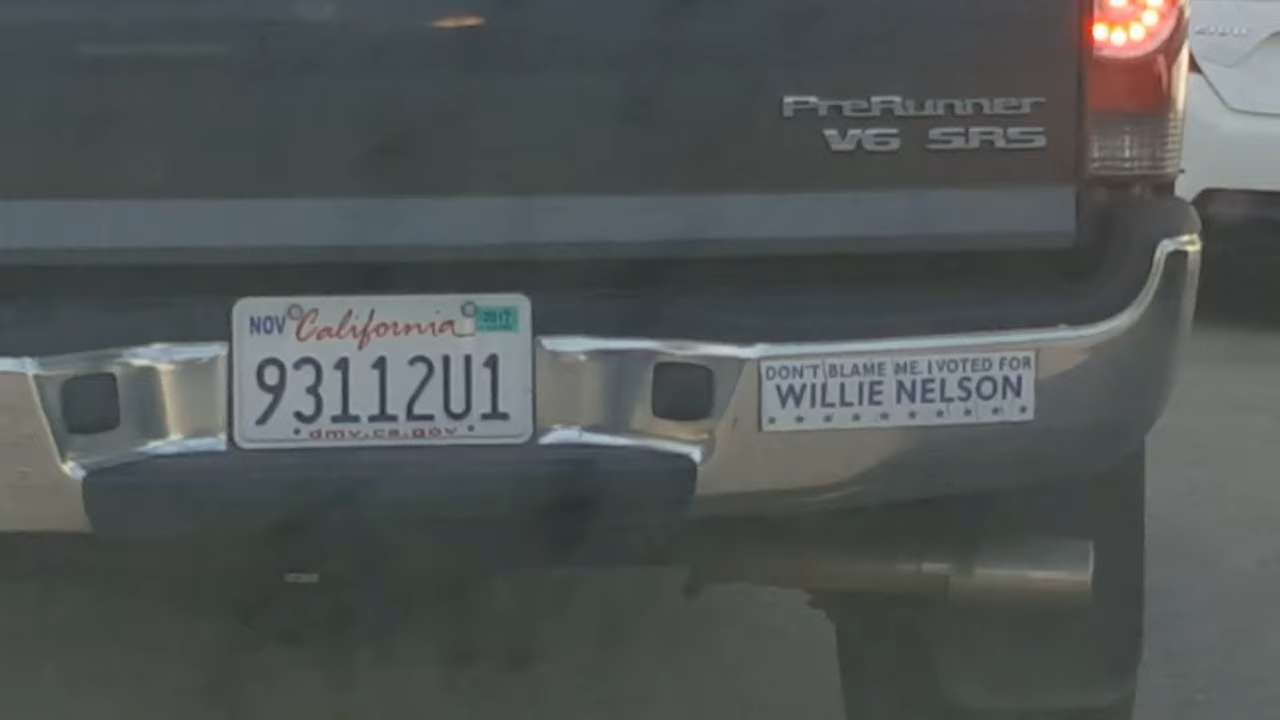 PreRunner
V6 SR5
NOV California 2017
93112U1
dmv.ca.gov
DON'T BLAME ME. I VOTED FOR
WILLIE NELSON